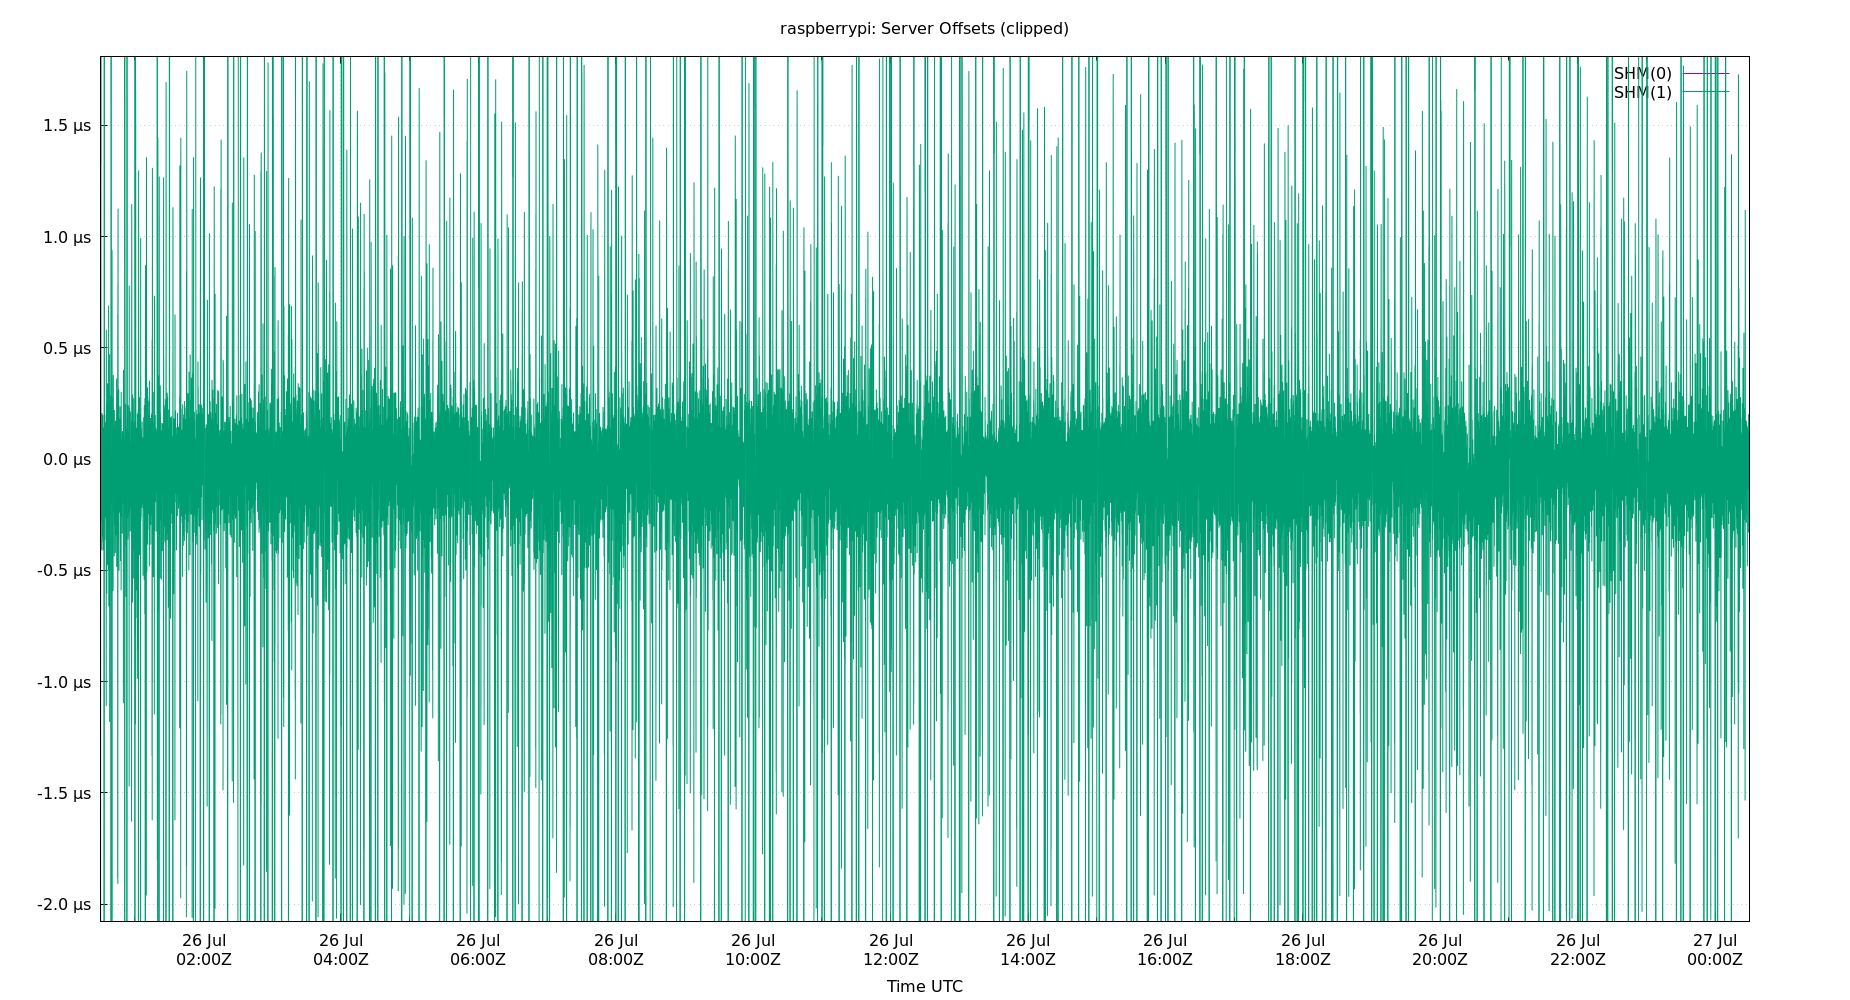 raspberrypi: Server Offsets (clipped)
SHM(0)
SHM(1)
1.5 µs
1.0 µs
0.5 µs
0.0 µs
-0.5 µs
-1.0 µs
-1.5 µs
-2.0 µs
26 Jul 26 Jul 26 Jul 26 Jul 26 Jul 26 Jul 26 Jul 26 Jul 26 Jul 26 Jul 26 Jul 27 Jul
02:00Z 04:00Z 06:00Z 08:00Z 10:00Z 12:00Z 14:00Z 16:00Z 18:00Z 20:00Z 22:00Z 00:00Z
Time UTC